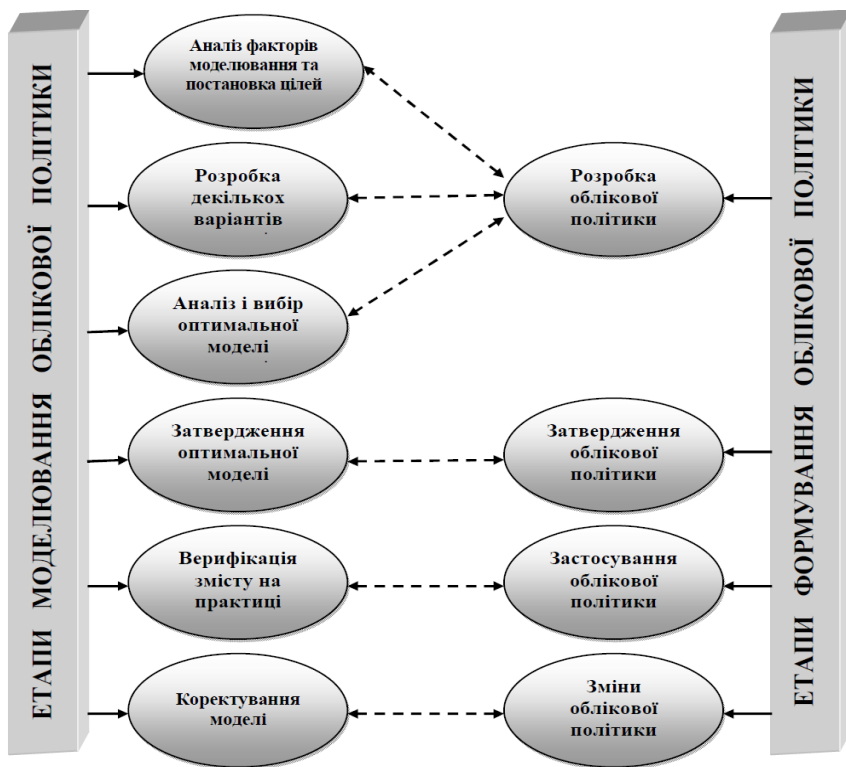 ЕТАПИ МОДЕЛЮВАННЯ ОБЛІКОВОЇ ПОЛІТИКИ
Аналіз факторів
моделювання та
постановка цілей
Розробка
декількох
варіантів
Аналіз і вибір
оптимальної
моделі
Затвердження
оптимальної
моделі
Верифікація
змісту на
практиці
Коректування
моделі
Розробка
облікової
політики
Затвердження
облікової
політики
Застосування
облікової
політики
Зміни
облікової
політики
ЕТАПИ ФОРМУВАННЯ ОБЛІКОВОЇ ПОЛІТИКИ